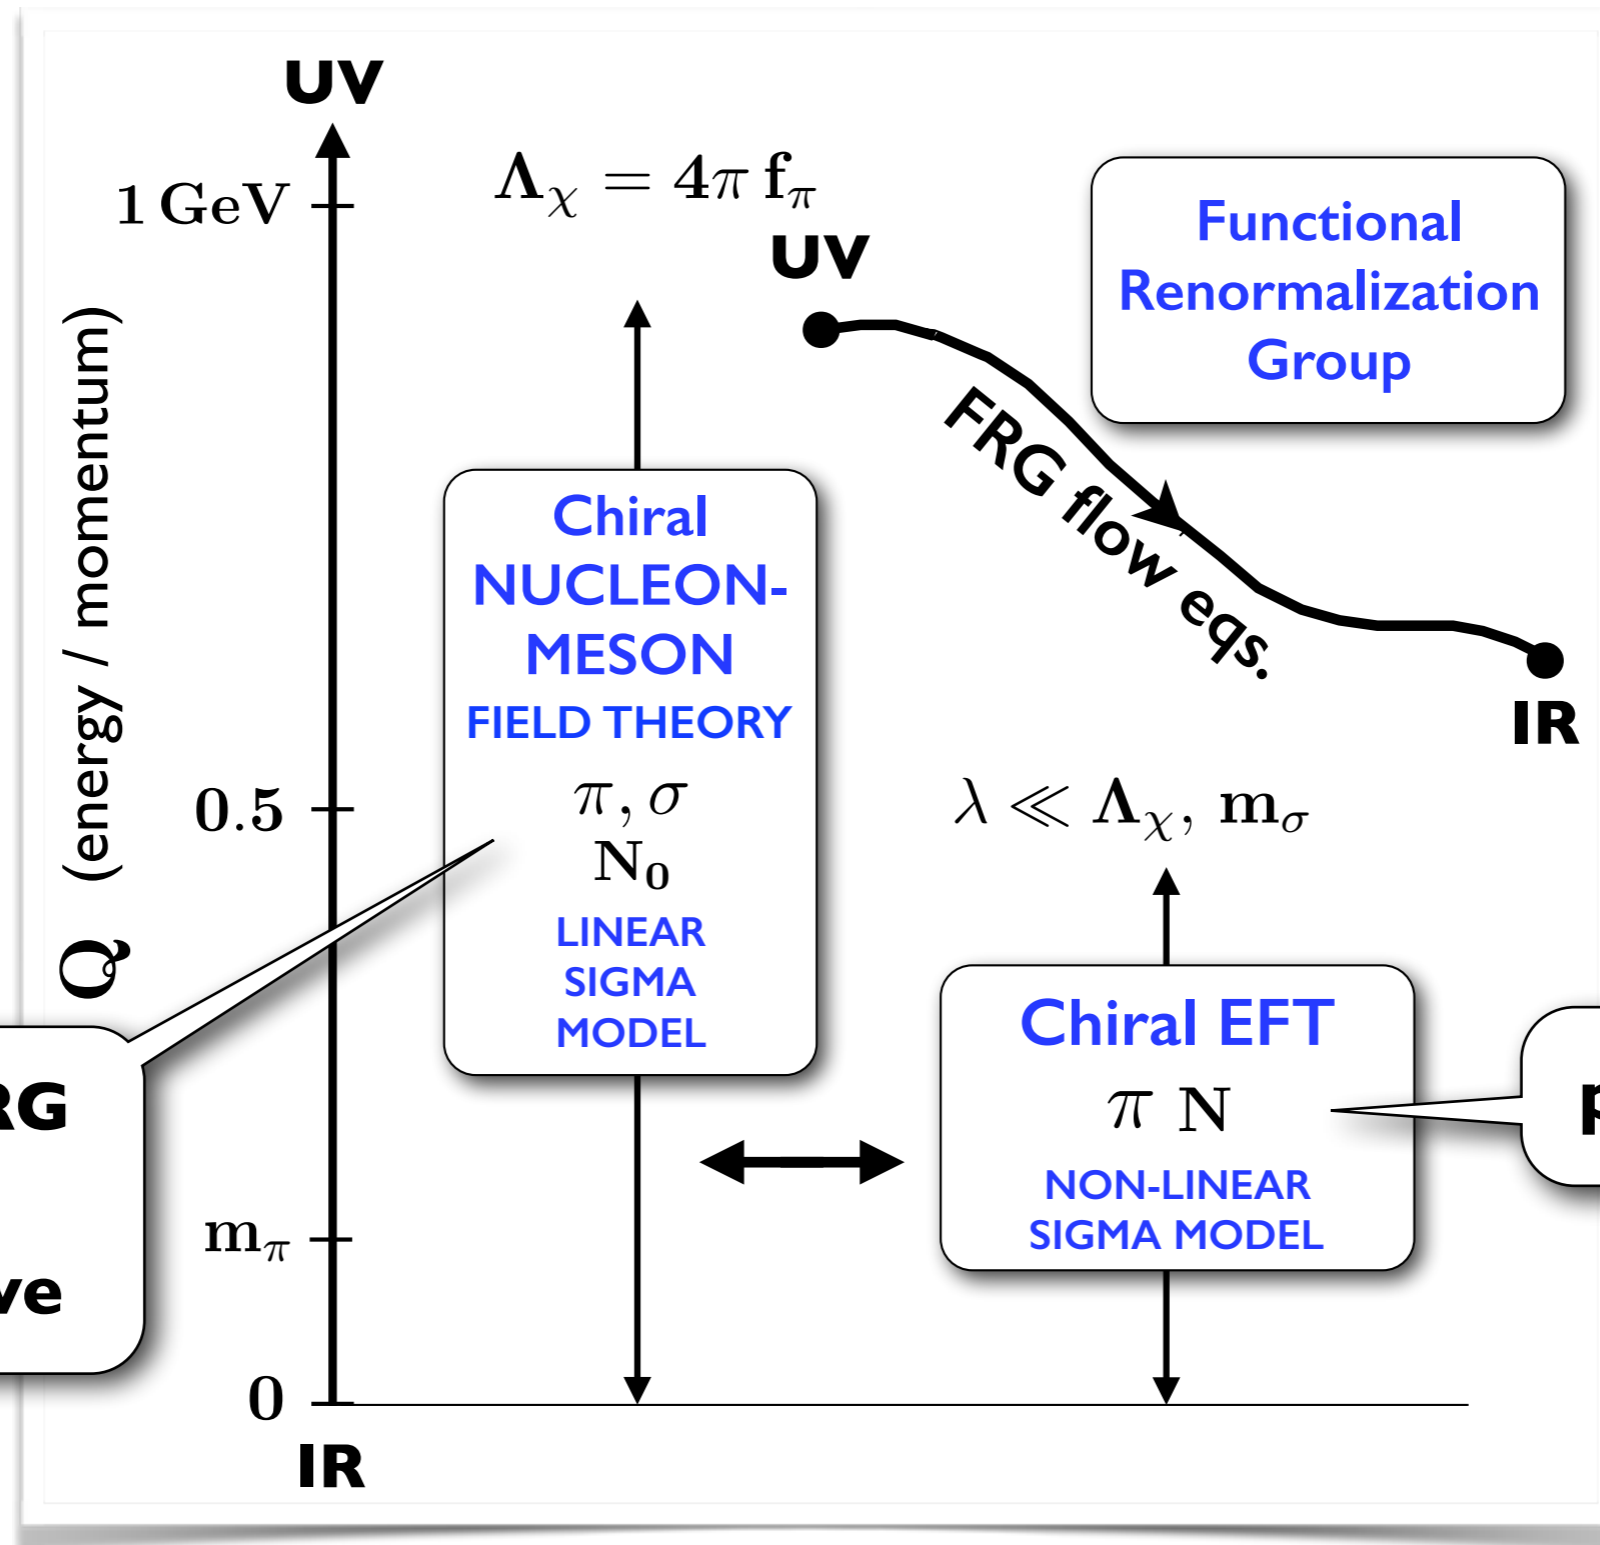 UV
1 GeV
Λχ = 4π fπ
UV
Functional
Renormalization
Group
FRG flow eqs.
IR
Q (energy / momentum)
Chiral
NUCLEON-
MESON
FIELD THEORY
π, σ
N₀
LINEAR
SIGMA
MODEL
0.5
λ ≪ Λχ, mσ
Chiral EFT
π N
NON-LINEAR
SIGMA MODEL
mπ
0
IR